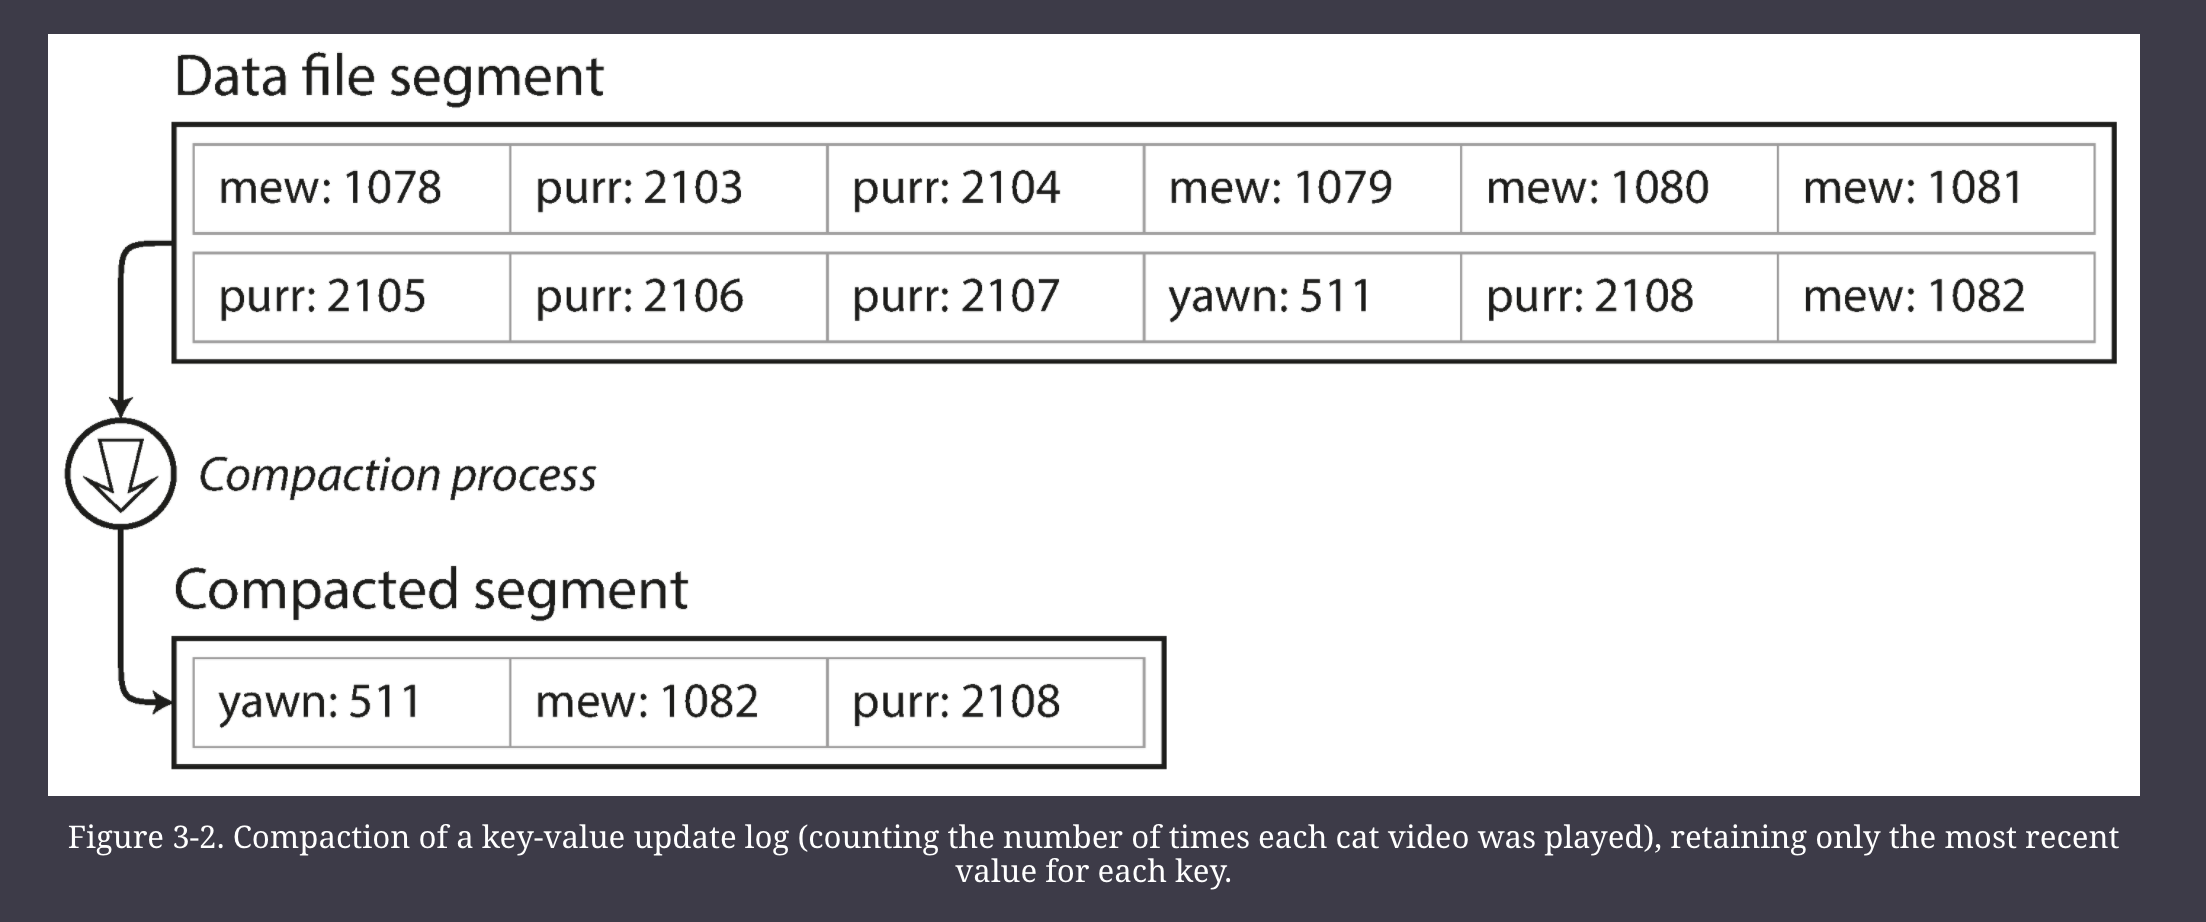 Data file segment
mew: 1078 purr: 2103 purr: 2104 mew: 1079 mew: 1080 mew: 1081
purr: 2105 purr: 2106 purr: 2107 yawn: 511 purr: 2108 mew: 1082
Compaction process
Compacted segment
yawn: 511 mew: 1082 purr: 2108
Figure 3-2. Compaction of a key-value update log (counting the number of times each cat video was played), retaining only the most recent
value for each key.